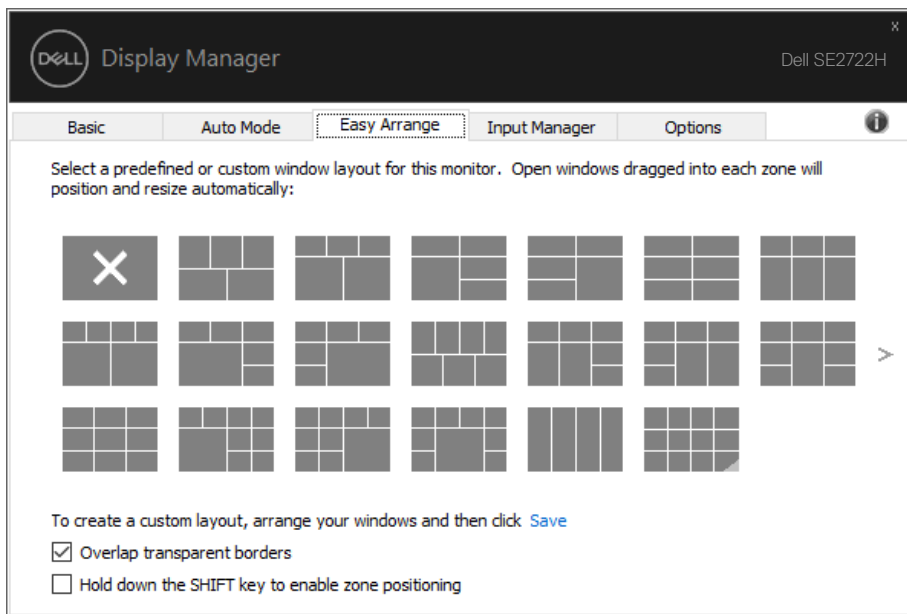 x
DELL Display Manager
Dell SE2722H
Basic Auto Mode Easy Arrange Input Manager Options
Select a predefined or custom window layout for this monitor. Open windows dragged into each zone will
position and resize automatically:
>
To create a custom layout, arrange your windows and then click Save
Overlap transparent borders
Hold down the SHIFT key to enable zone positioning